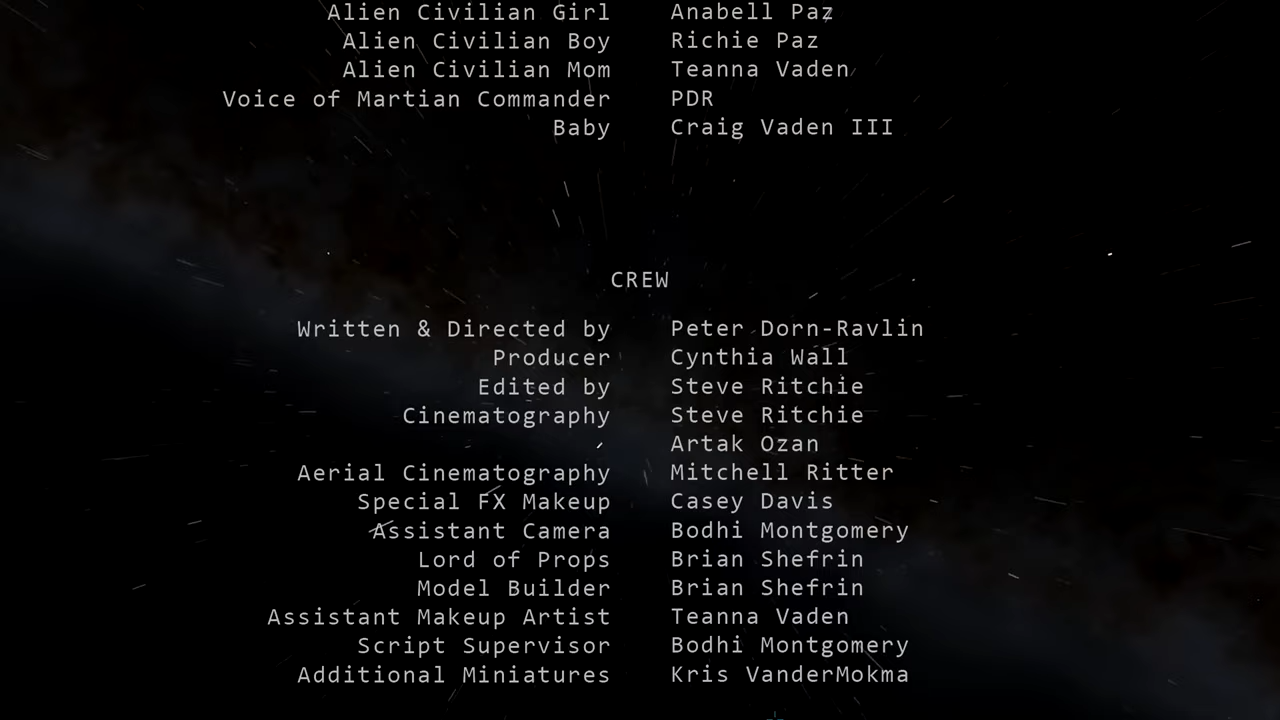 Alien Civilian Girl Anabell Paz
Alien Civilian Boy Richie Paz
Alien Civilian Mom Teanna Vaden
Voice of Martian Commander PDR
Baby Craig Vaden III
CREW
Written & Directed by Peter Dorn-Ravlin
Producer Cynthia Wall
Edited by Steve Ritchie
Cinematography Steve Ritchie
Artak Ozan
Aerial Cinematography Mitchell Ritter
Special FX Makeup Casey Davis
Assistant Camera Bodhi Montgomery
Lord of Props Brian Shefrin
Model Builder Brian Shefrin
Assistant Makeup Artist Teanna Vaden
Script Supervisor Bodhi Montgomery
Additional Miniatures Kris VanderMokma